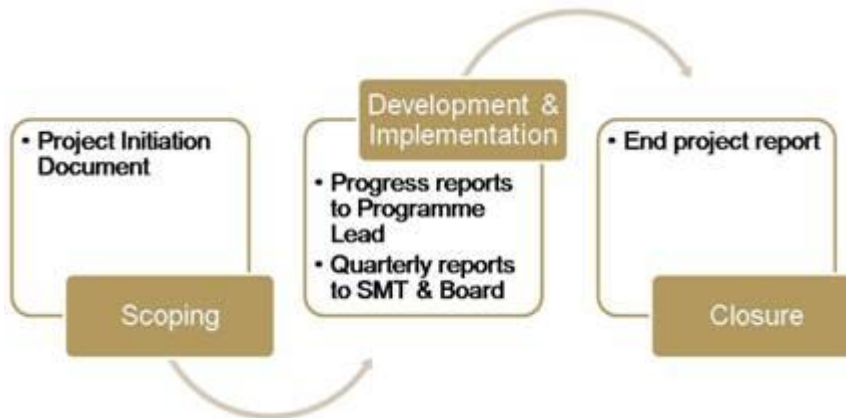 • Project Initiation
Document
Scoping
Development &
Implementation
• Progress reports
to Programme
Lead
• Quarterly reports
to SMT & Board
• End project report
Closure